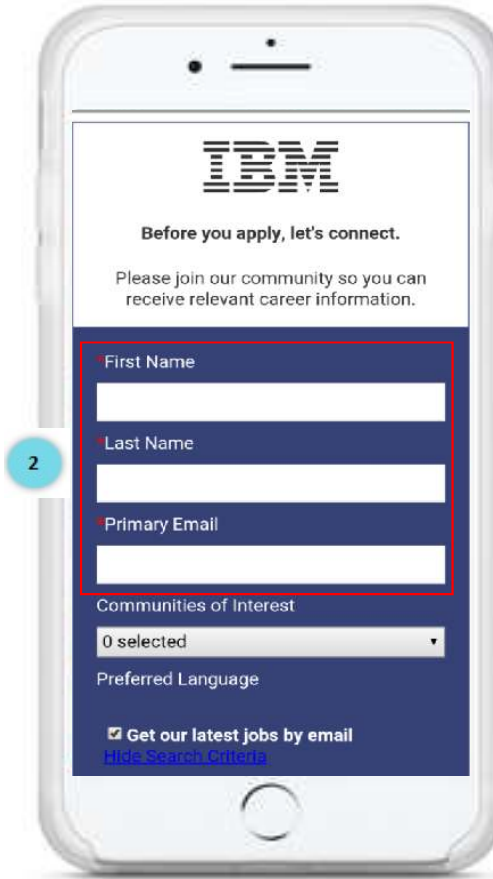 IBM
Before you apply, let's connect.
Please join our community so you can
receive relevant career information.
*First Name
*Last Name
2
*Primary Email
Communities of Interest
0 selected
Preferred Language
Get our latest jobs by email
Hide Search Criteria